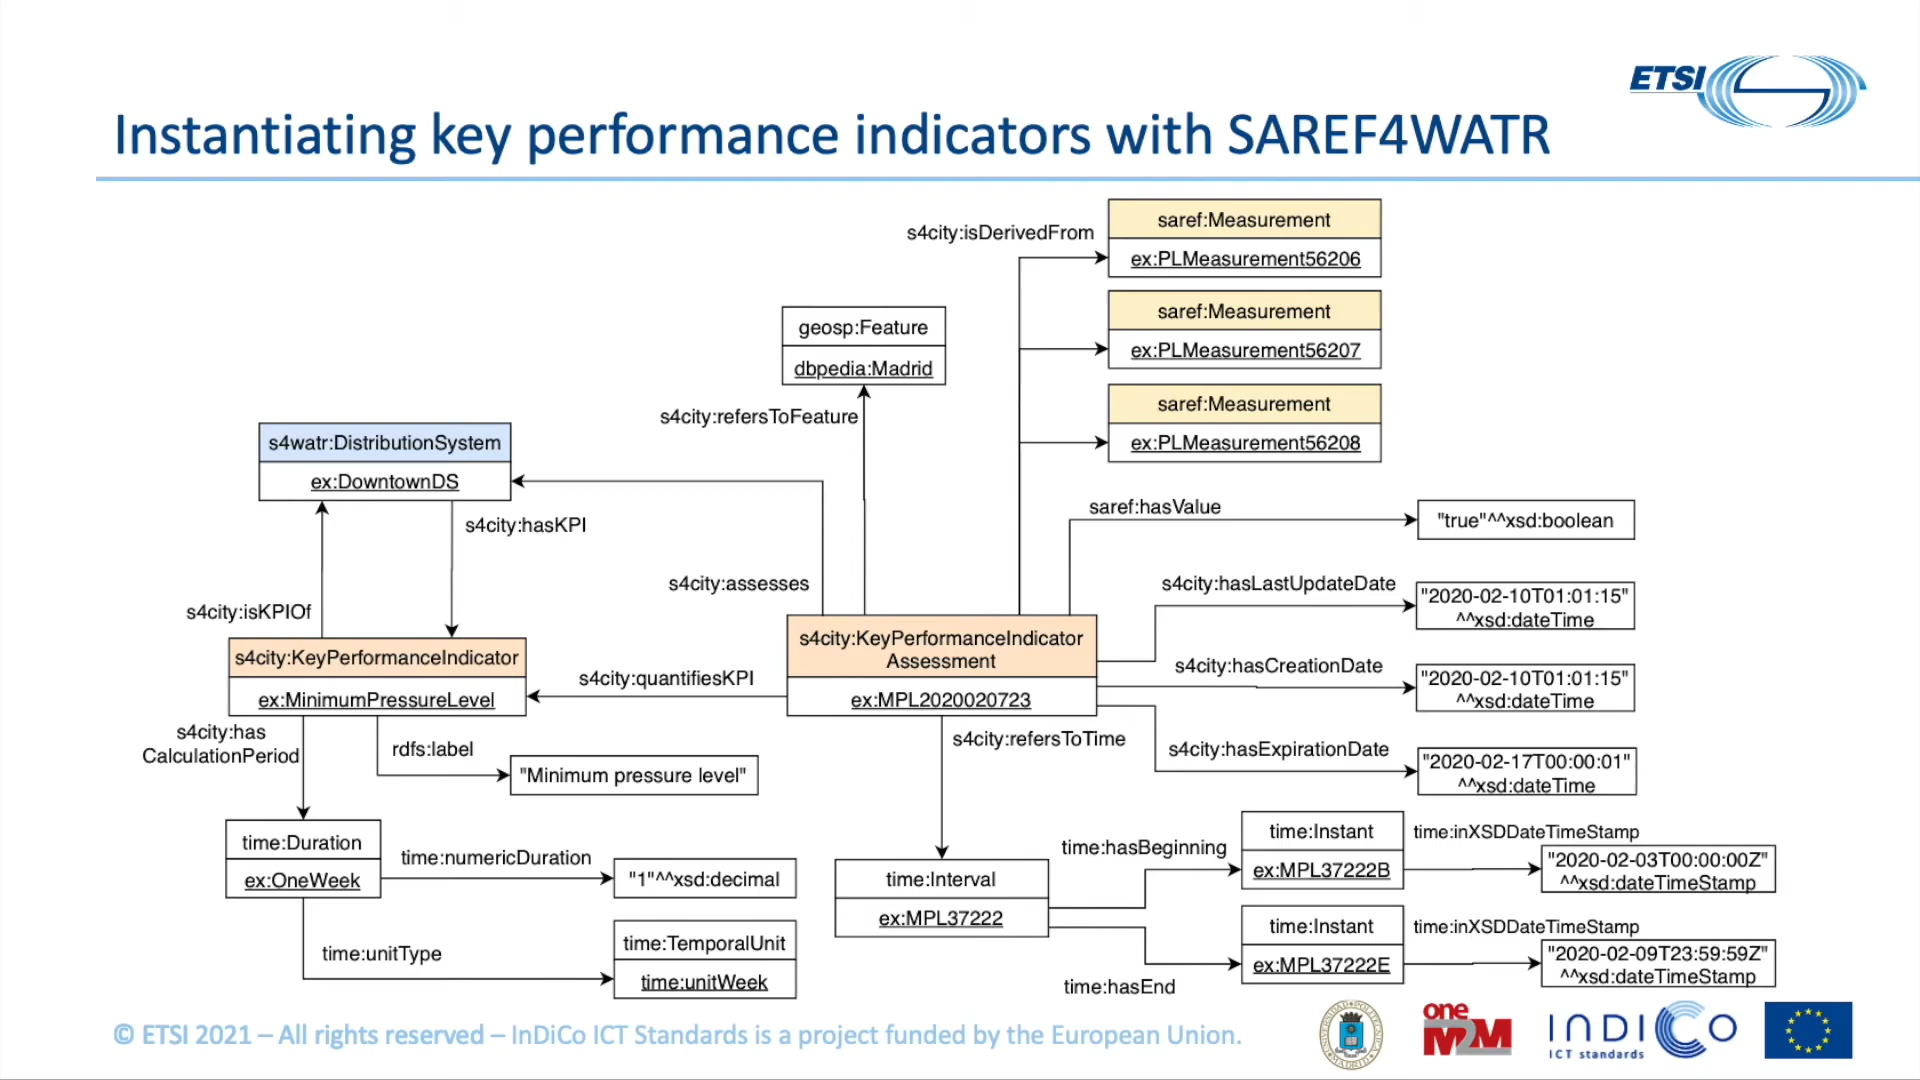 ETSI
Instantiating key performance indicators with SAREF4WATR
saref:Measurement
s4city:isDerivedFrom
ex:PLMeasurement56206
saref:Measurement
ex:PLMeasurement56207
saref:Measurement
ex:PLMeasurement56208
geosp:Feature
dbpedia:Madrid
s4city:refersToFeature
s4watr:DistributionSystem
ex:DowntownDS
s4city:hasKPI
s4city:isKPIOf
s4city:assesses
saref:hasValue
"true"^^xsd:boolean
s4city:hasLastUpdateDate
"2020-02-10T01:01:15"
^^xsd:dateTime
s4city:KeyPerformanceIndicator
ex:MinimumPressureLevel
s4city:quantifiesKPI
s4city:KeyPerformanceIndicator
Assessment
ex:MPL2020020723
s4city:hasCreationDate
"2020-02-10T01:01:15"
^^xsd:dateTime
s4city:hasExpirationDate
"2020-02-17T00:00:01"
^^xsd:dateTime
s4city:has
CalculationPeriod
rdfs:label
"Minimum pressure level"
s4city:refersToTime
time:Duration
ex:OneWeek
time:numericDuration
"1"^^xsd:decimal
time:unitType
time:TemporalUnit
time:unitWeek
time:Interval
ex:MPL37222
time:hasBeginning
time:Instant
ex:MPL37222B
time:inXSDDateTimeStamp
"2020-02-03T00:00:00Z"
^^xsd:dateTimeStamp
time:hasEnd
time:Instant
ex:MPL37222E
time:inXSDDateTimeStamp
"2020-02-09T23:59:59Z"
^^xsd:dateTimeStamp
© ETSI 2021 – All rights reserved – InDiCo ICT Standards is a project funded by the European Union.
one
M2M
INDICO
ICT standards